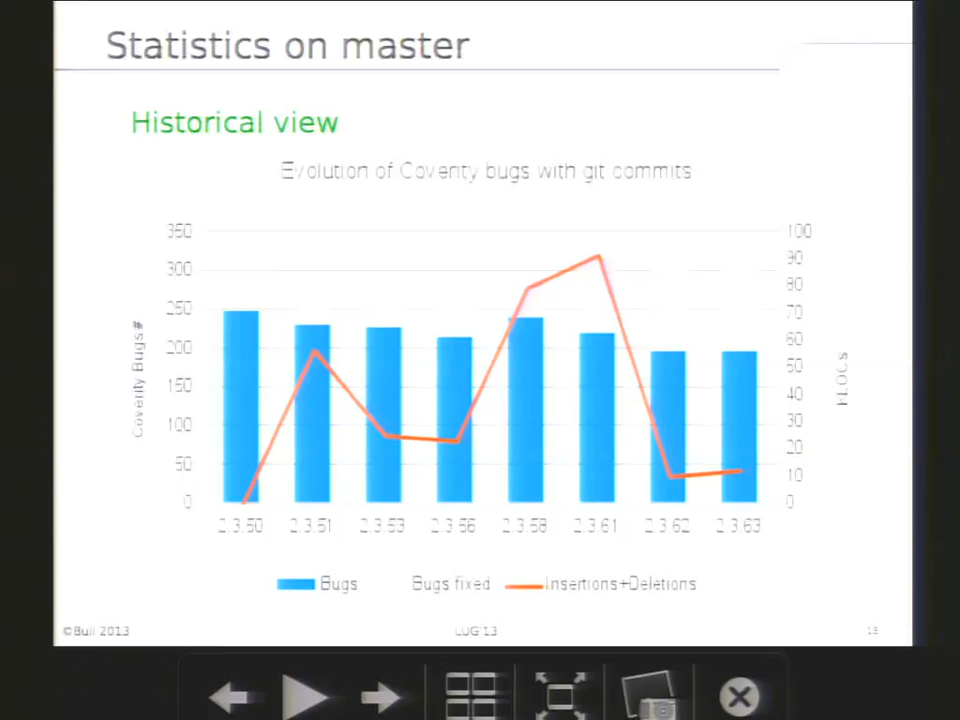 Statistics on master
Historical view
Evolution of Coverity bugs with git commits
350
300
250
200
150
100
50
0
Coverity Bugs #
100
90
80
70
60
50
40
30
20
10
0
KLOCs
2.3.50
2.3.51
2.3.53
2.3.56
2.3.58
2.3.61
2.3.62
2.3.63
Bugs
Bugs fixed
Insertions+Deletions
©Bull 2013
LUG'13